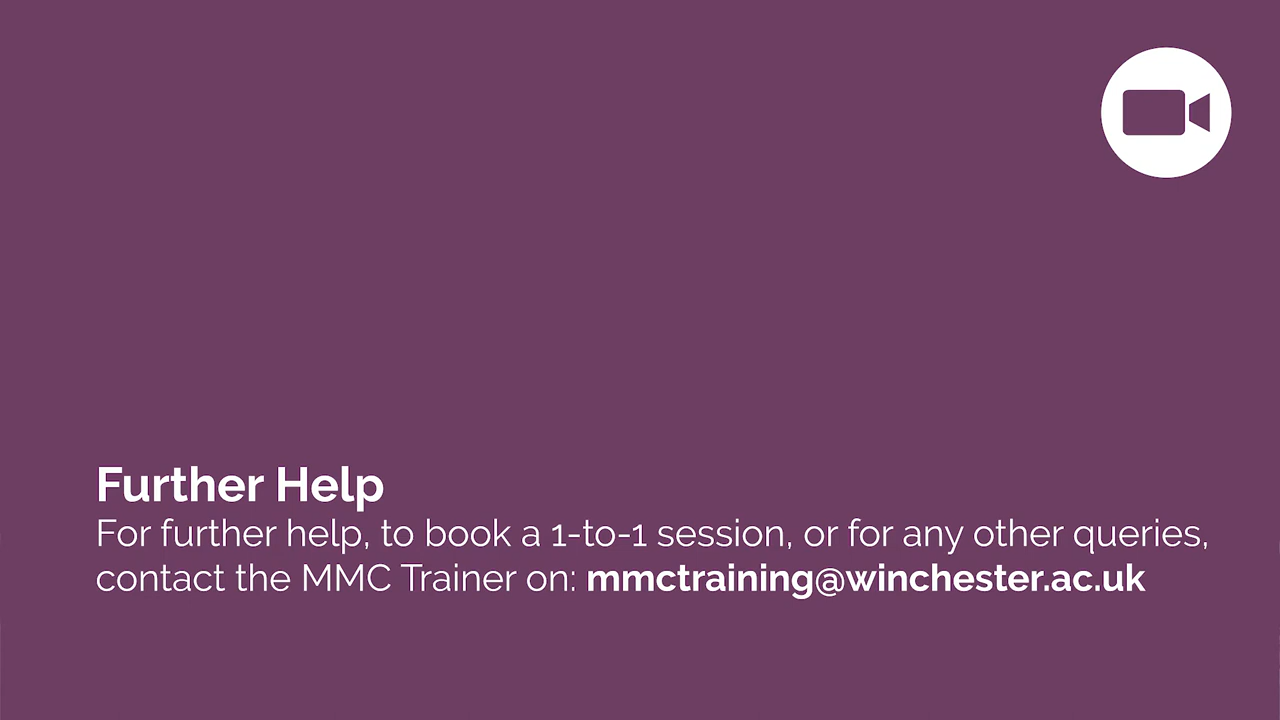 Further Help
For further help, to book a 1-to-1 session, or for any other queries,
contact the MMC Trainer on: mmctraining@winchester.ac.uk